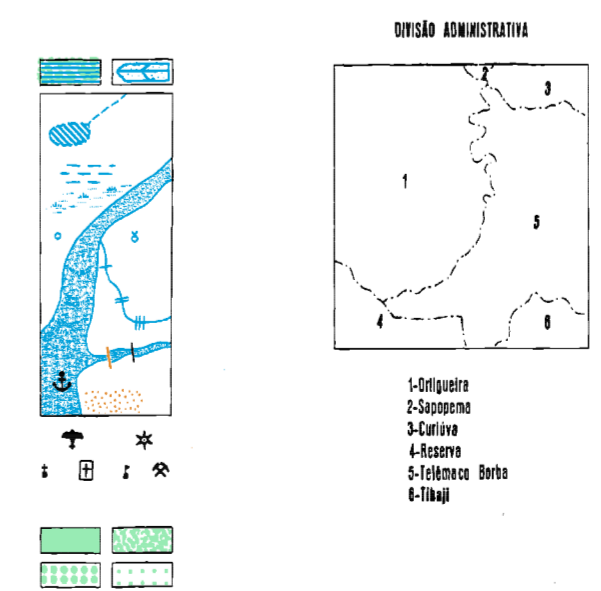 DIVISÃO ADMINISTRATIVA
2
3
1
5
4
6
1-Ortigueira
2-Sapopema
3-Curiúva
4-Reserva
5-Telêmaco Borba
6-Tibaji